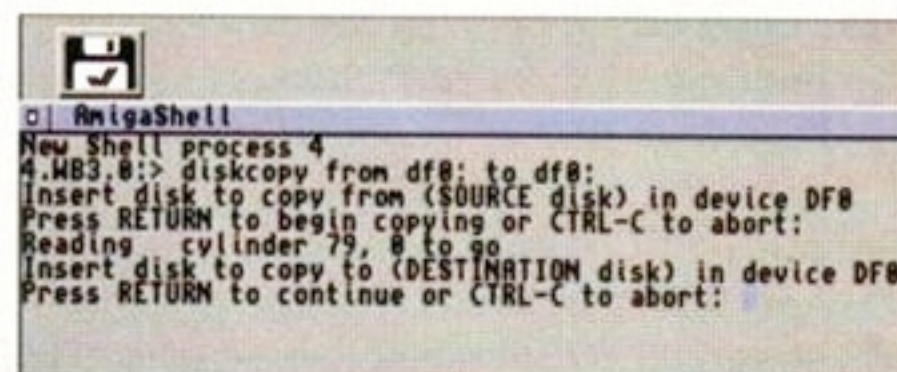 AmigaShell
New Shell process 4
4.WB3.0:> diskcopy from df0: to df0:
Insert disk to copy from (SOURCE disk) in device DF0
Press RETURN to begin copying or CTRL-C to abort:
Reading cylinder 79, 0 to go
Insert disk to copy to (DESTINATION disk) in device DF0
Press RETURN to continue or CTRL-C to abort: